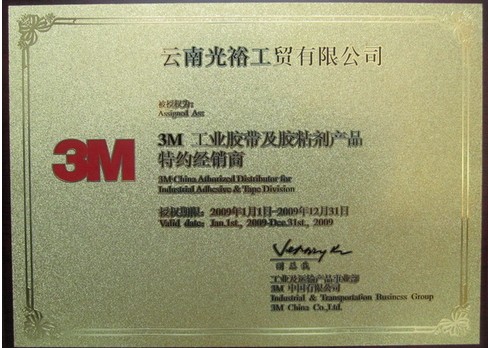 云南光裕工贸有限公司
被授权为:
Assigned As:
3M
3M 工业胶带及胶粘剂产品
特约经销商
3M China Athorized Distributor for
Industrial Adhesive & Tape Division
授权期限: 2009年1月1日-2009年12月31日
Valid date: Jan.1st., 2009-Dec.31st., 2009
工业及运输产品事业部
3M 中国有限公司
Industrial & Transportation Business Group
3M China Co.,Ltd.